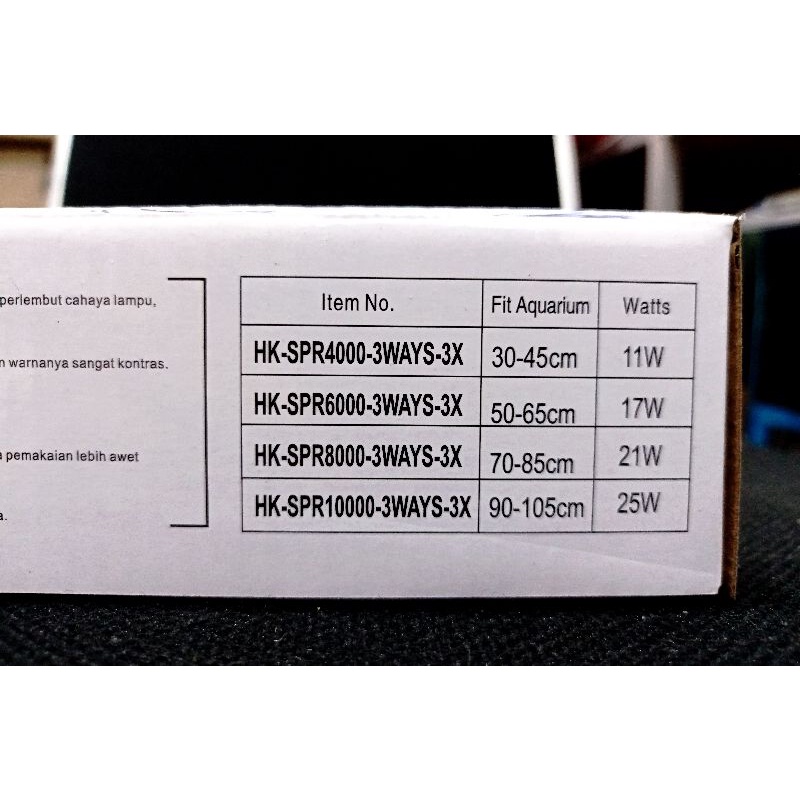 perlembut cahaya lampu,
warnanya sangat kontras.
pemakaian lebih awet
Item No. Fit Aquarium Watts
HK-SPR4000-3WAYS-3X 30-45cm 11W
HK-SPR6000-3WAYS-3X 50-65cm 17W
HK-SPR8000-3WAYS-3X 70-85cm 21W
HK-SPR10000-3WAYS-3X 90-105cm 25W